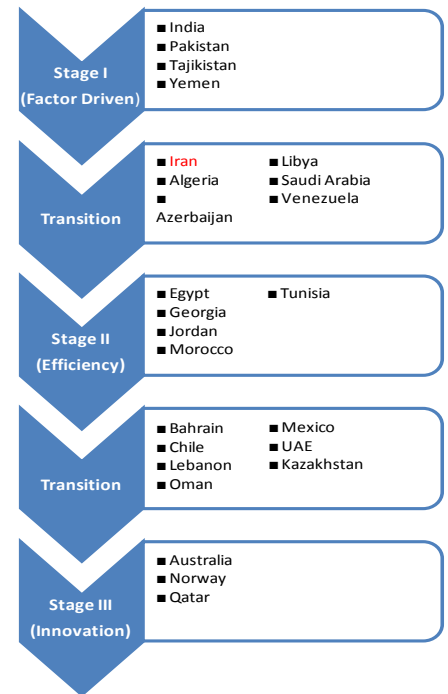 Stage I
(Factor Driven)
■ India
■ Pakistan
■ Tajikistan
■ Yemen
Transition
■ Iran
■ Algeria
■
Azerbaijan
■ Libya
■ Saudi Arabia
■ Venezuela
Stage II
(Efficiency)
■ Egypt
■ Georgia
■ Jordan
■ Morocco
■ Tunisia
Transition
■ Bahrain
■ Chile
■ Lebanon
■ Oman
■ Mexico
■ UAE
■ Kazakhstan
Stage III
(Innovation)
■ Australia
■ Norway
■ Qatar